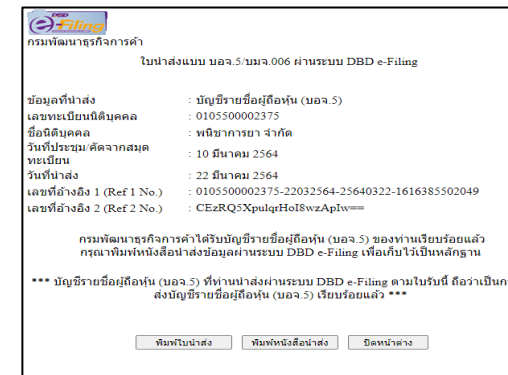 DBD
e-Filing
กรมพัฒนาธุรกิจการค้า
ใบนำส่งแบบ บอจ.5/บมจ.006 ผ่านระบบ DBD e-Filing
ข้อมูลที่นำส่ง : บัญชีรายชื่อผู้ถือหุ้น (บอจ.5)
เลขทะเบียนนิติบุคคล : 0105500002375
ชื่อนิติบุคคล : พนิชาการยา จำกัด
วันที่ประชุม/คัดจากสมุด
ทะเบียน : 10 มีนาคม 2564
วันที่นำส่ง : 22 มีนาคม 2564
เลขที่อ้างอิง 1 (Ref 1 No.) : 0105500002375-22032564-25640322-1616385502049
เลขที่อ้างอิง 2 (Ref 2 No.) : CEzRQ5XpulqrHoI8wzApIw==
กรมพัฒนาธุรกิจการค้าได้รับบัญชีรายชื่อผู้ถือหุ้น (บอจ.5) ของท่านเรียบร้อยแล้ว
กรุณาพิมพ์หนังสือนำส่งข้อมูลผ่านระบบ DBD e-Filing เพื่อเก็บไว้เป็นหลักฐาน
*** บัญชีรายชื่อผู้ถือหุ้น (บอจ.5) ที่ท่านนำส่งผ่านระบบ DBD e-Filing ตามใบรับนี้ ถือว่าเป็นก
ส่งบัญชีรายชื่อผู้ถือหุ้น (บอจ.5) เรียบร้อยแล้ว ***
พิมพ์ใบนำส่ง พิมพ์หนังสือนำส่ง ปิดหน้าต่าง